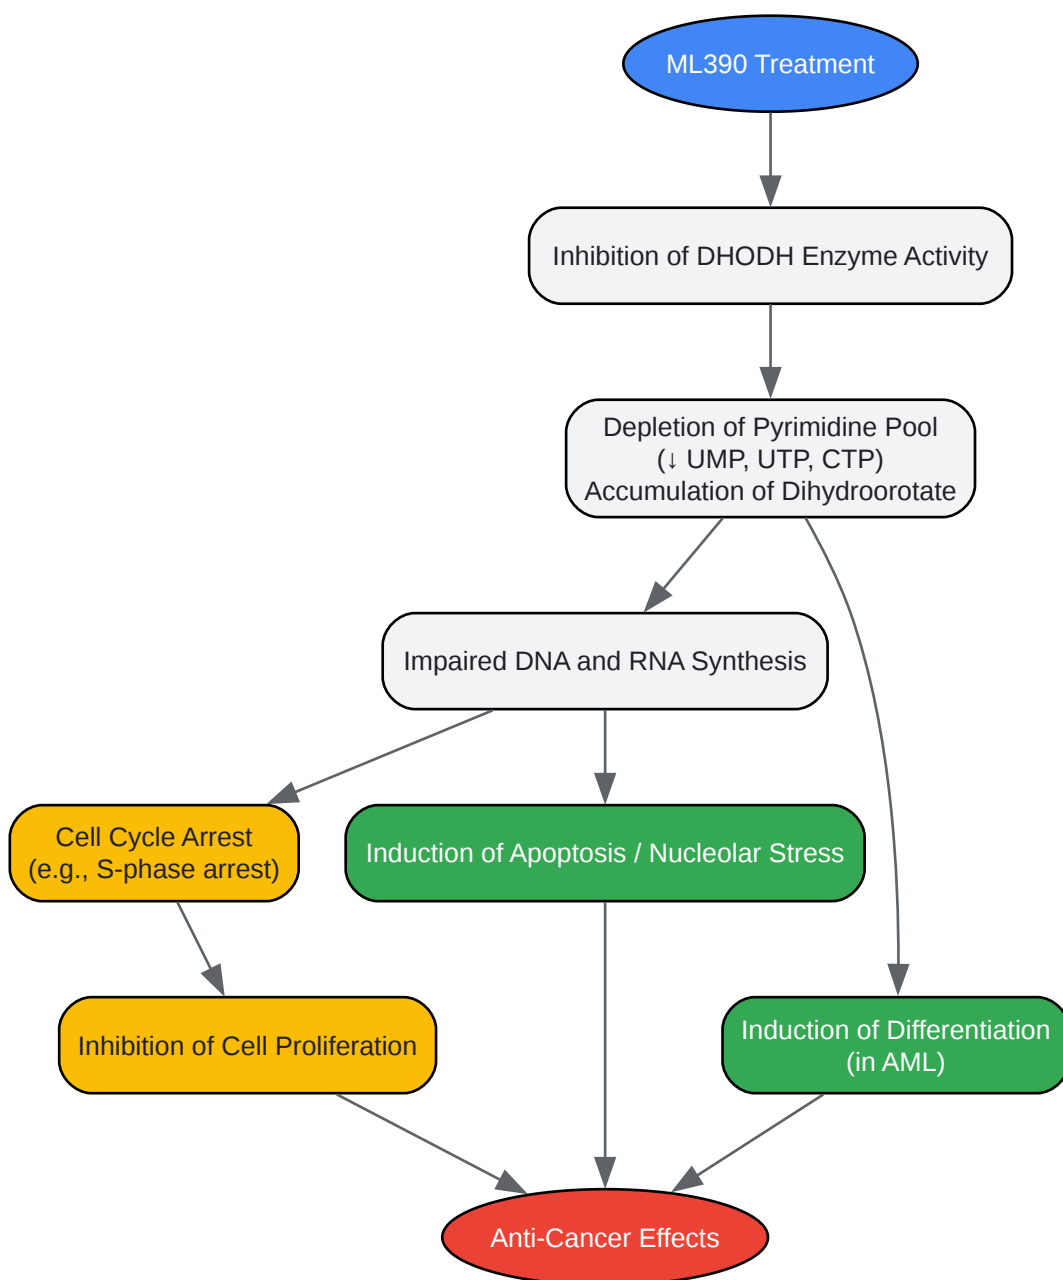 ML390 Treatment
Inhibition of DHODH Enzyme Activity
Depletion of Pyrimidine Pool
(↓ UMP, UTP, CTP)
Accumulation of Dihydroorotate
Impaired DNA and RNA Synthesis
Cell Cycle Arrest
(e.g., S-phase arrest)
Induction of Apoptosis / Nucleolar Stress
Inhibition of Cell Proliferation
Induction of Differentiation
(in AML)
Anti-Cancer Effects